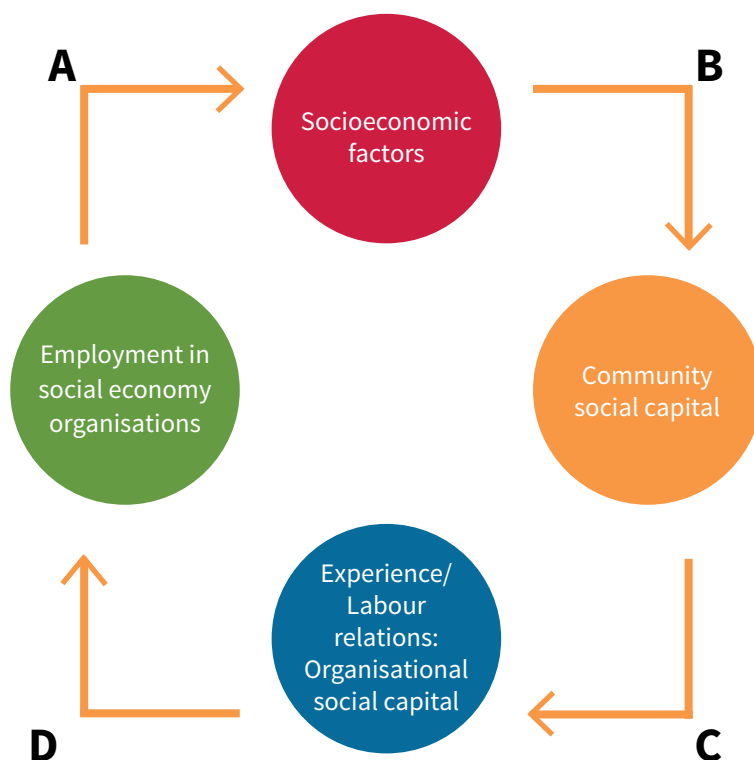 A
B
Socioeconomic
factors
Employment in
social economy
organisations
Community
social capital
Experience/
Labour
relations:
Organisational
social capital
D
C